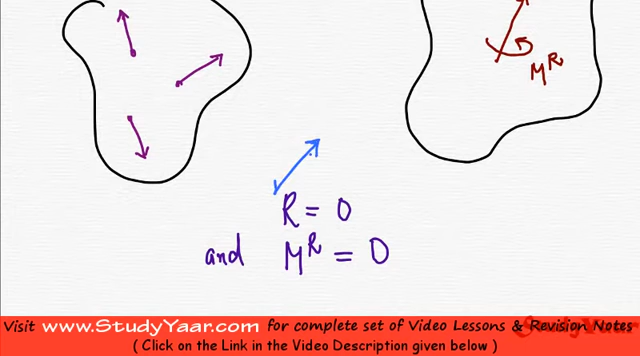 M^R
R = 0
and M^R = 0
Visit www.StudyYaar.com for complete set of Video Lessons & Revision Notes
( Click on the Link in the Video Description given below )
StudyYaar